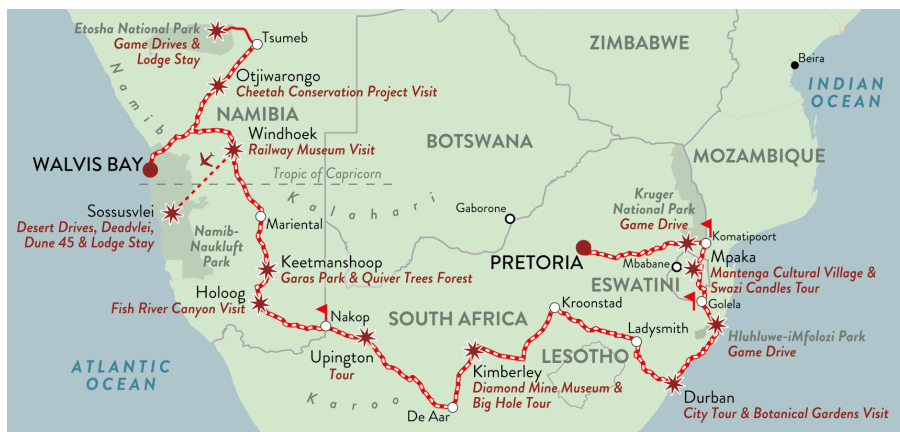 Etosha National Park
Game Drives &
Lodge Stay
Tsumeb
ZIMBABWE
Beira
INDIAN
OCEAN
Otjiwarongo
Cheetah Conservation Project Visit
Namib
NAMIBIA
Windhoek
Railway Museum Visit
BOTSWANA
MOZAMBIQUE
WALVIS BAY
Tropic of Capricorn
Kalahari
Kruger
National Park
Game Drive
Sossusvlei
Desert Drives, Deadvlei,
Dune 45 & Lodge Stay
Mariental
Gaborone
Namib-
Naukluft
Park
Komatipoort
PRETORIA
Mbabane
Mpaka
Mantenga Cultural Village &
Swazi Candles Tour
Keetmanshoop
Garas Park & Quiver Trees Forest
ESWATINI
Holoog
Fish River Canyon Visit
Golela
Nakop
SOUTH AFRICA
Kroonstad
Ladysmith
Hluhluwe-iMfolozi Park
Game Drive
Upington
Tour
LESOTHO
ATLANTIC
OCEAN
Kimberley
Diamond Mine Museum &
Big Hole Tour
Karoo
De Aar
Durban
City Tour & Botanical Gardens Visit